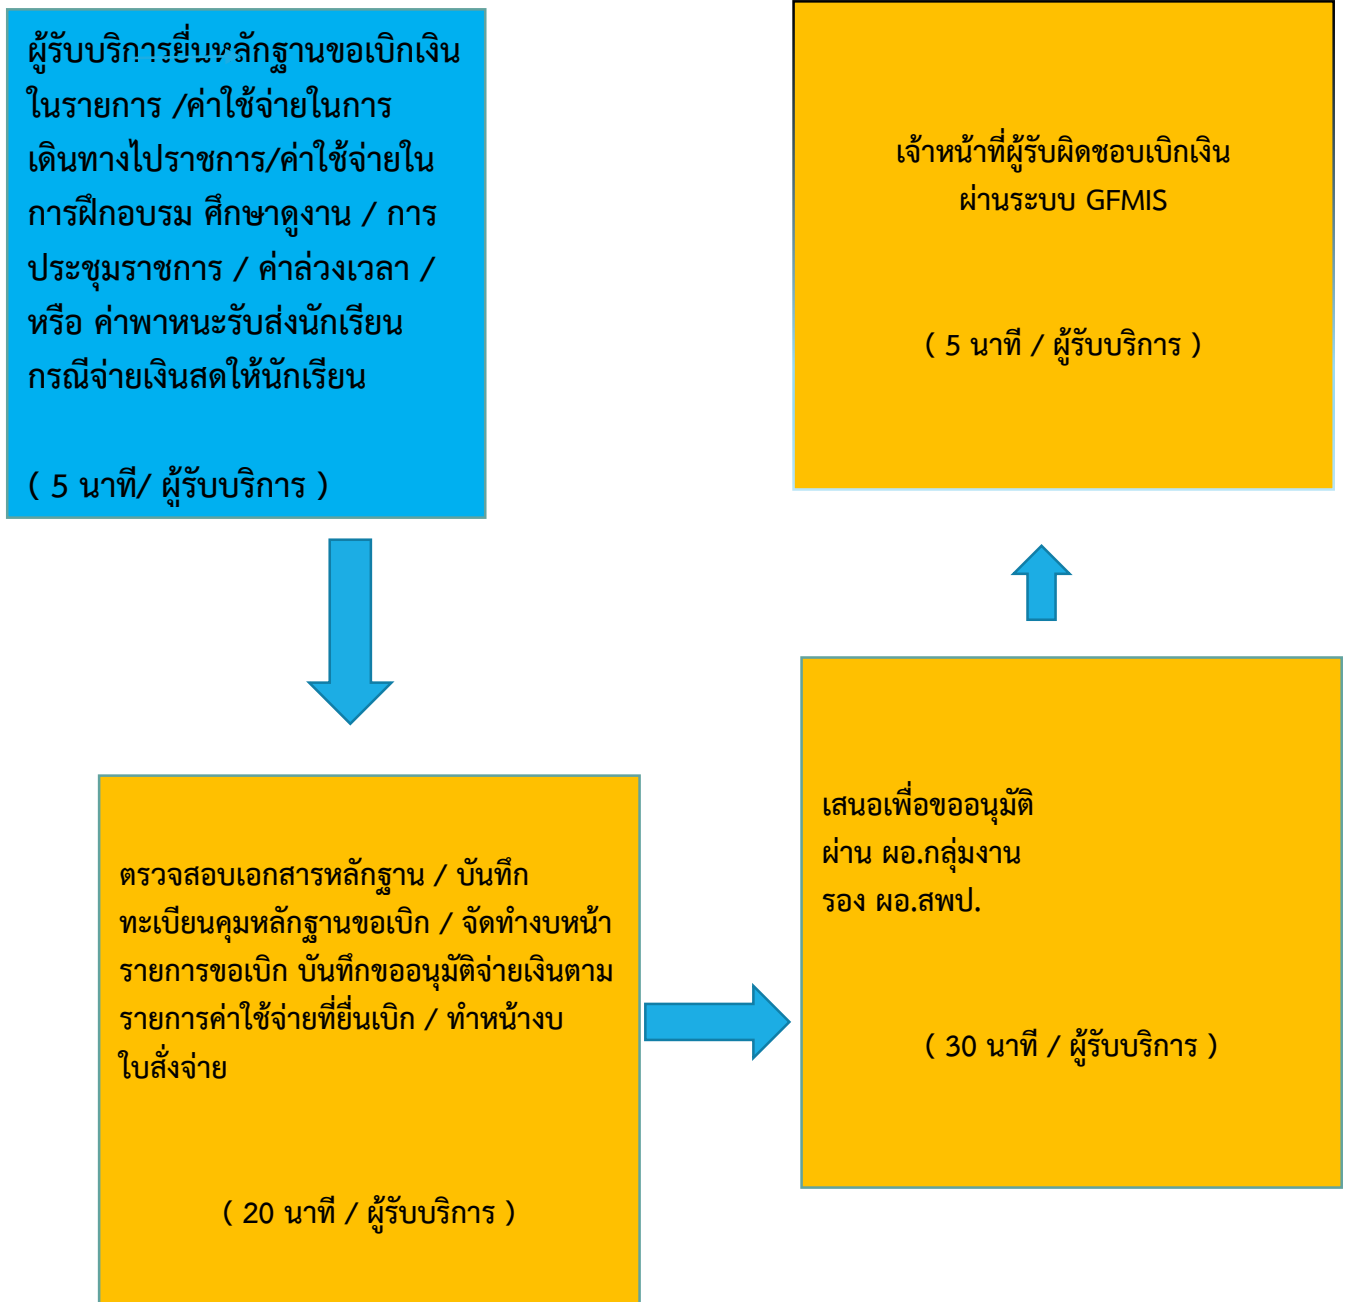 ผู้รับบริการยื่นหลักฐานขอเบิกเงิน
ในรายการ /ค่าใช้จ่ายในการ
เดินทางไปราชการ/ค่าใช้จ่ายใน
การฝึกอบรม ศึกษาดูงาน / การ
ประชุมราชการ / ค่าล่วงเวลา /
หรือ ค่าพาหนะรับส่งนักเรียน
กรณีจ่ายเงินสดให้นักเรียน
( 5 นาที/ ผู้รับบริการ )
ตรวจสอบเอกสารหลักฐาน / บันทึก
ทะเบียนคุมหลักฐานขอเบิก / จัดทำงบหน้า
รายการขอเบิก บันทึกขออนุมัติจ่ายเงินตาม
รายการค่าใช้จ่ายที่ยื่นเบิก / ทำหน้างบ
ใบสั่งจ่าย
( 20 นาที / ผู้รับบริการ )
เสนอเพื่อขออนุมัติ
ผ่าน ผอ.กลุ่มงาน
รอง ผอ.สพป.
( 30 นาที / ผู้รับบริการ )
เจ้าหน้าที่ผู้รับผิดชอบเบิกเงิน
ผ่านระบบ GFMIS
( 5 นาที / ผู้รับบริการ )